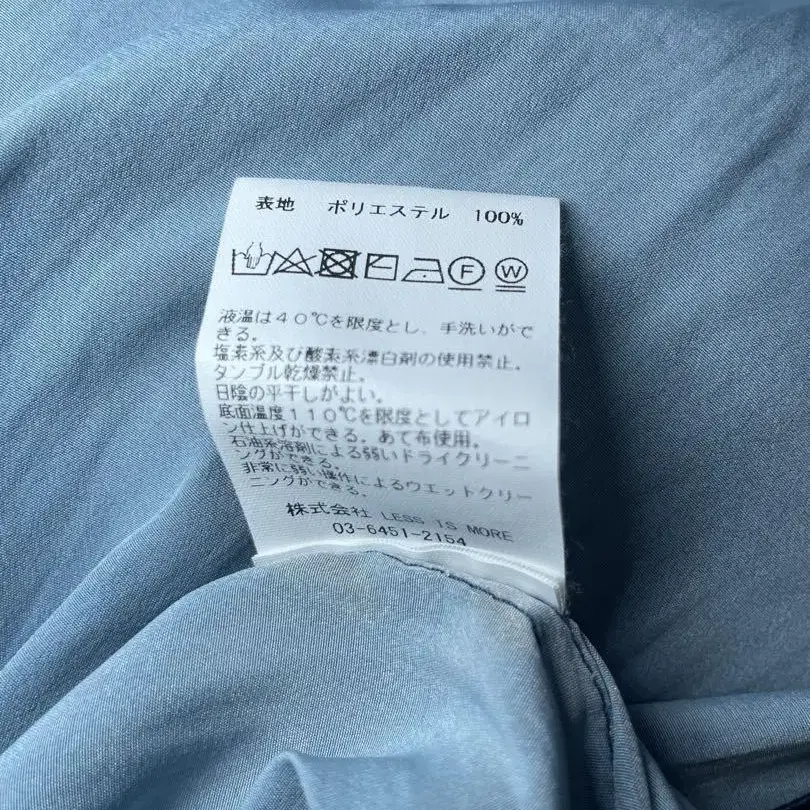 表地 ポリエステル 100%
F W
液温は40℃を限度とし、手洗いがで
きる。
塩素系及び酸素系漂白剤の使用禁止。
タンブル乾燥禁止。
日陰の平干しがよい。
底面温度110℃を限度としてアイロ
ン仕上げができる。あて布使用。
石油系溶剤による弱いドライクリーニ
ングができる。
非常に弱い操作によるウエットクリー
ニングができる。
株式会社 LESS IS MORE
03-6451-2154